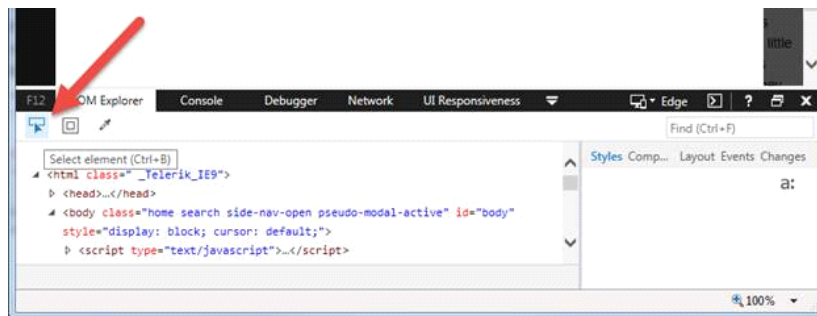 little
F12 DOM Explorer Console Debugger Network UI Responsiveness Edge ?
Find (Ctrl+F)
Select element (Ctrl+B)
Styles Comp... Layout Events Changes
<html class=" _Telerik_IE9">
a:
<head>...</head>
<body class="home search side-nav-open pseudo-modal-active" id="body"
style="display: block; cursor: default;">
<script type="text/javascript">...</script>
100%